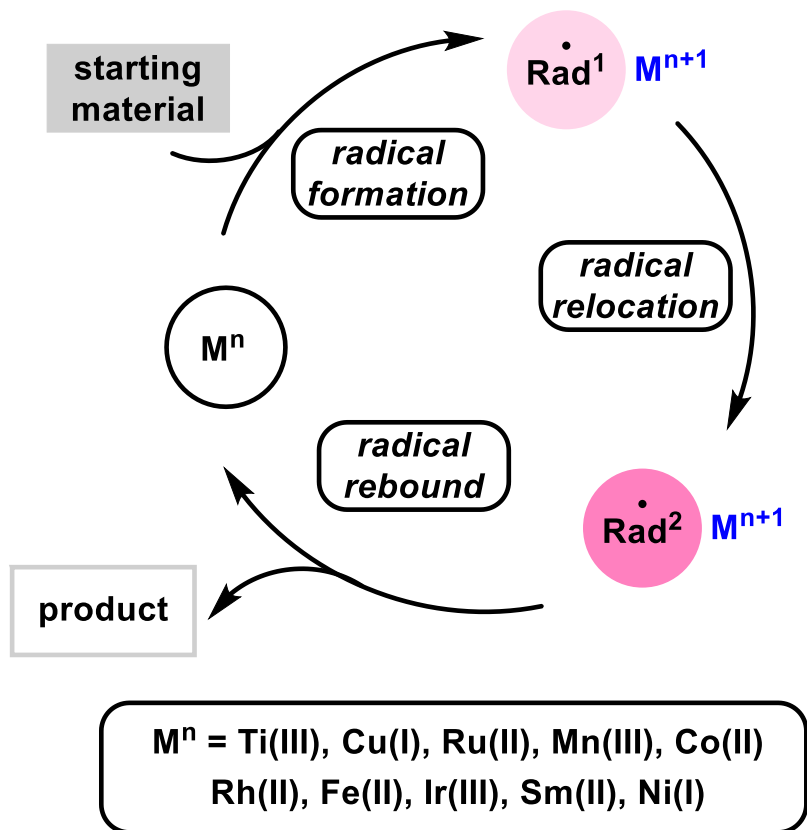 starting
material
Rad¹ Mⁿ⁺¹
radical
formation
radical
relocation
Mⁿ
radical
rebound
Rad² Mⁿ⁺¹
product
Mⁿ = Ti(III), Cu(I), Ru(II), Mn(III), Co(II)
Rh(II), Fe(II), Ir(III), Sm(II), Ni(I)